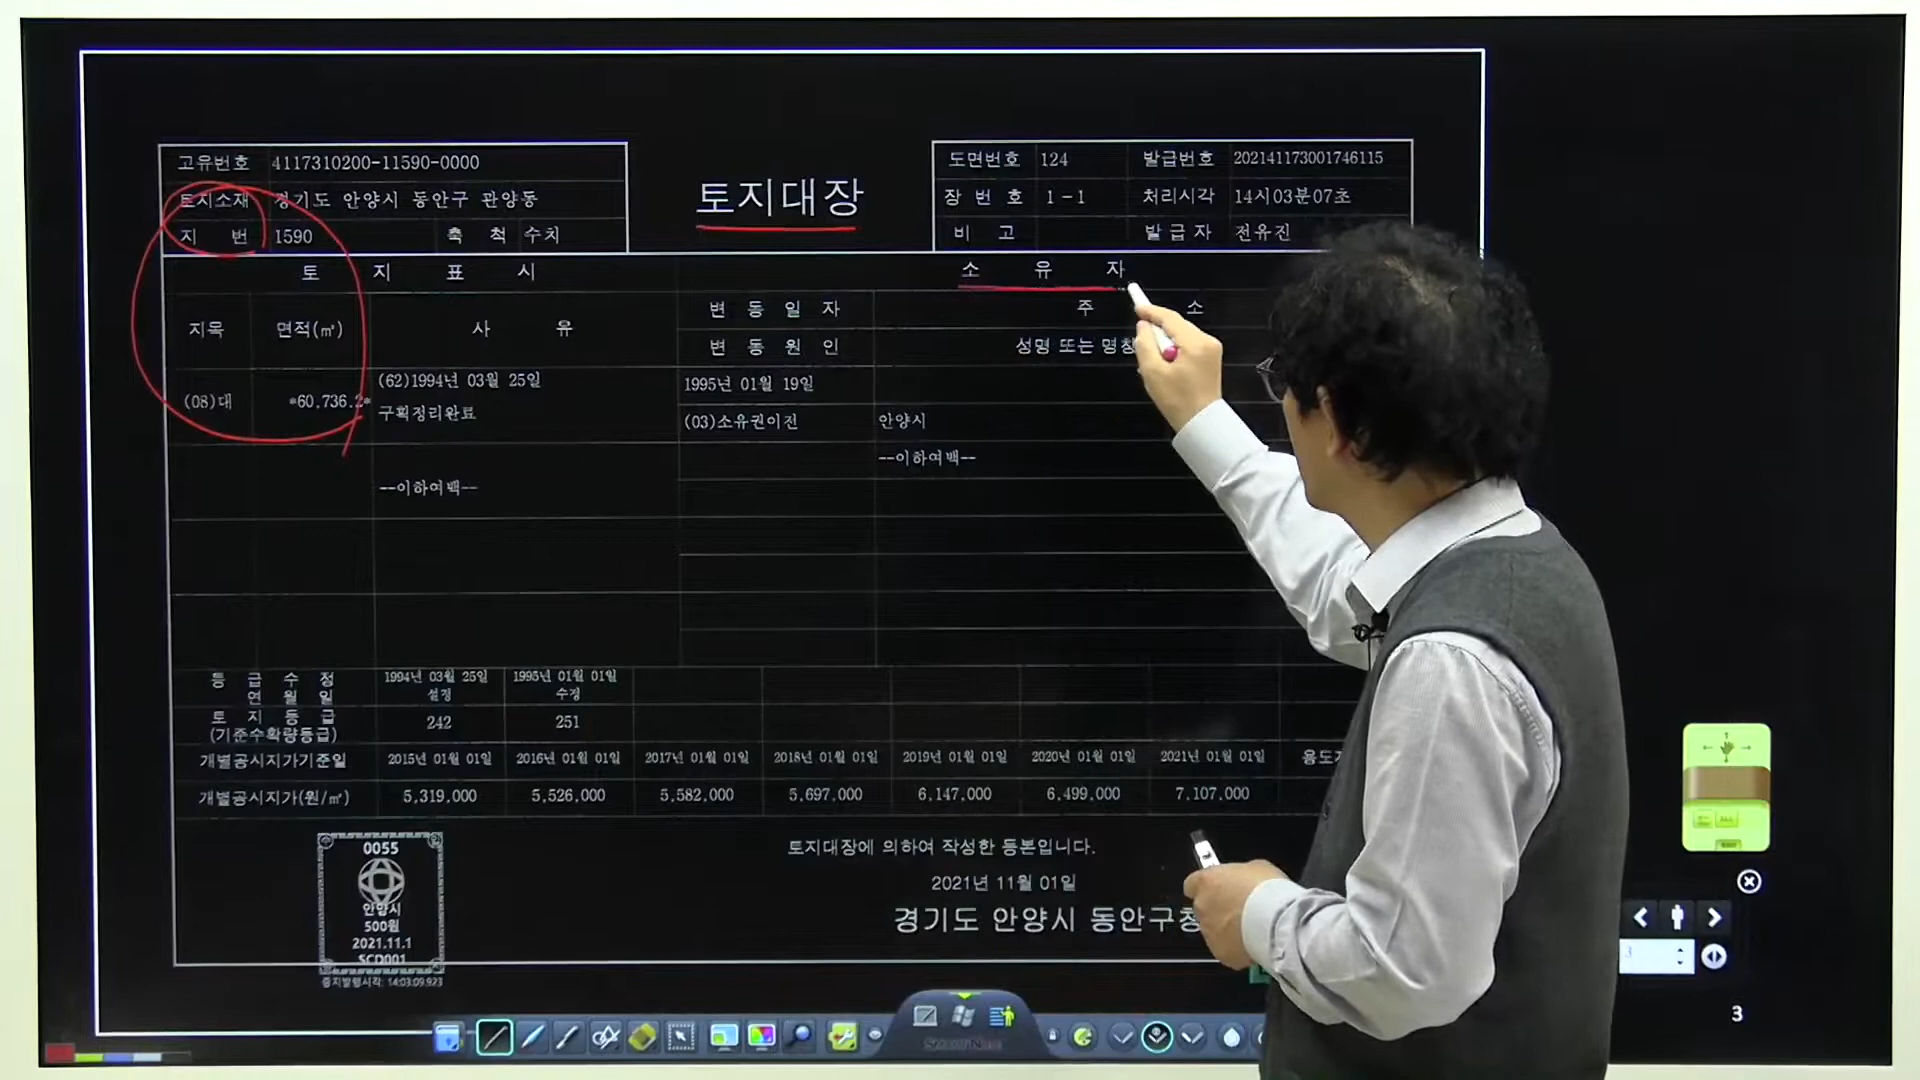 고유번호 4117310200-11590-0000
토지소재 경기도 안양시 동안구 관양동
지 번 1590 축 척 수치
토지대장
도면번호 124 발급번호 202141173001746115
장 번 호 1-1 처리시각 14시03분07초
비 고 발 급 자 전유진
토 지 표 시 소 유 자
지목 면적(㎡) 사 유
변 동 일 자 주 소
변 동 원 인 성명 또는 명칭
(08)대 *60,736.2* (62)1994년 03월 25일
구획정리완료
--이하여백--
1995년 01월 19일
(03)소유권이전 안양시
--이하여백--
등 급 수 정
연 월 일
1994년 03월 25일
설정
1995년 01월 01일
수정
토 지 등 급
(기준수확량등급)
242 251
개별공시지가기준일 2015년 01월 01일 2016년 01월 01일 2017년 01월 01일 2018년 01월 01일 2019년 01월 01일 2020년 01월 01일 2021년 01월 01일
개별공시지가(원/㎡) 5,319,000 5,526,000 5,582,000 5,697,000 6,147,000 6,499,000 7,107,000
0055
안양시
500원
2021.11.1
SCD001
증지발행시각: 14:03:09.923
토지대장에 의하여 작성한 등본입니다.
2021년 11월 01일
경기도 안양시 동안구청
3
3